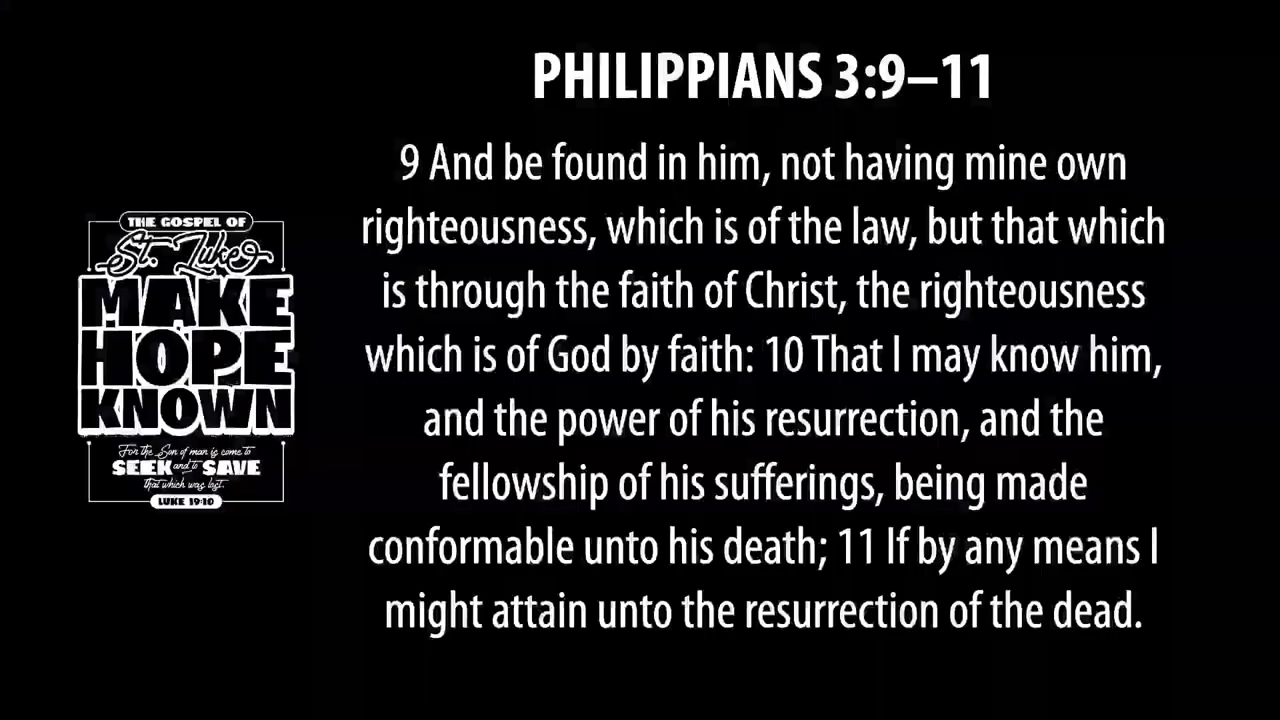 PHILIPPIANS 3:9–11
9 And be found in him, not having mine own
righteousness, which is of the law, but that which
is through the faith of Christ, the righteousness
which is of God by faith: 10 That I may know him,
and the power of his resurrection, and the
fellowship of his sufferings, being made
conformable unto his death; 11 If by any means I
might attain unto the resurrection of the dead.
THE GOSPEL OF
St. Luke
MAKE
HOPE
KNOWN
For the Son of man is come to
SEEK and to SAVE
that which was lost.
LUKE 19:10